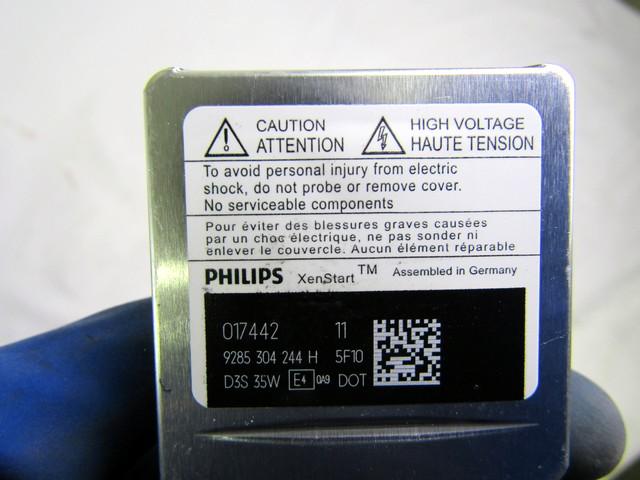 CAUTION
ATTENTION
HIGH VOLTAGE
HAUTE TENSION
To avoid personal injury from electric
shock, do not probe or remove cover.
No serviceable components
Pour éviter des blessures graves causées
par un choc électrique, ne pas sonder ni
enlever le couvercle. Aucun élément réparable
PHILIPS XenStart™ Assembled in Germany
017442 11
9285 304 244 H 5F10
D3S 35W E4 0A9 DOT